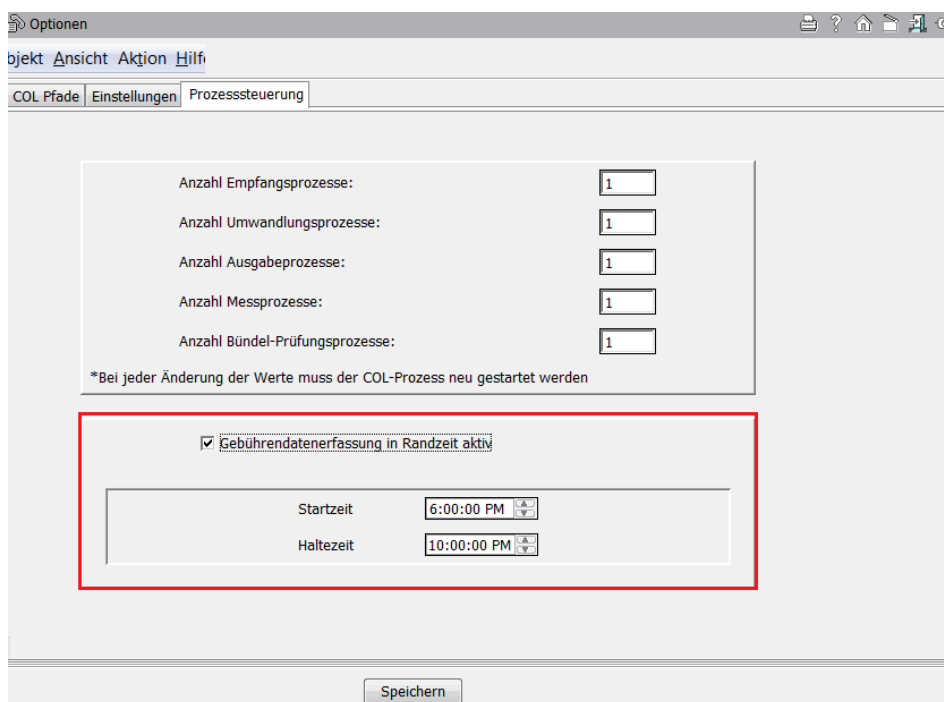 Optionen
bjekt Ansicht Aktion Hilf
COL Pfade Einstellungen Prozesssteuerung
Anzahl Empfangsprozesse: 1
Anzahl Umwandlungsprozesse: 1
Anzahl Ausgabeprozesse: 1
Anzahl Messprozesse: 1
Anzahl Bündel-Prüfungsprozesse: 1
*Bei jeder Änderung der Werte muss der COL-Prozess neu gestartet werden
Gebührendatenerfassung in Randzeit aktiv
Startzeit 6:00:00 PM
Haltezeit 10:00:00 PM
Speichern